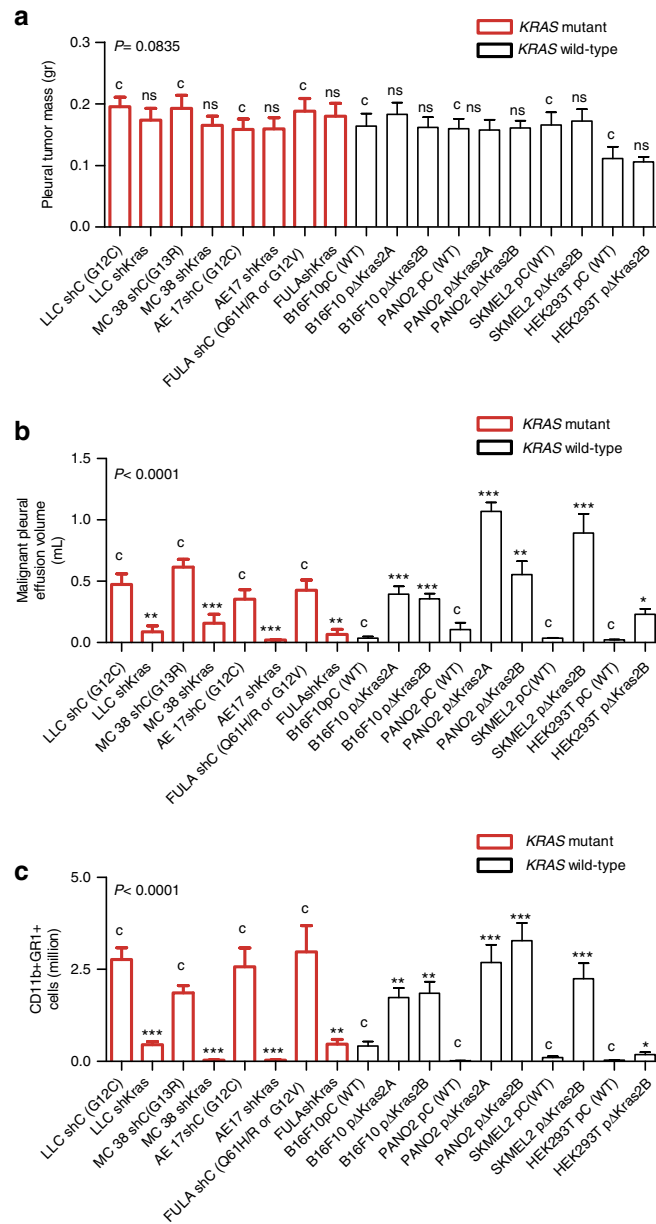 a
P= 0.0835
KRAS mutant
KRAS wild-type
Pleural tumor mass (gr)
0.3
0.2
0.1
0.0
c ns c ns c ns c ns c ns ns c ns ns c ns c ns
LLC shC (G12C)
LLC shKras
MC 38 shC(G13R)
MC 38 shKras
AE 17shC (G12C)
AE17 shKras
FULA shC (Q61H/R or G12V)
FULAshKras
B16F10pC (WT)
B16F10 pΔKras2A
B16F10 pΔKras2B
PANO2 pC (WT)
PANO2 pΔKras2A
PANO2 pΔKras2B
SKMEL2 pC(WT)
SKMEL2 pΔKras2B
HEK293T pC (WT)
HEK293T pΔKras2B
b
KRAS mutant
KRAS wild-type
P< 0.0001
Malignant pleural
effusion volume
(mL)
1.5
1.0
0.5
0.0
c ** c *** c *** c ** c *** *** c *** ** c *** c *
LLC shC (G12C)
LLC shKras
MC 38 shC(G13R)
MC 38 shKras
AE 17shC (G12C)
AE17 shKras
FULA shC (Q61H/R or G12V)
FULAshKras
B16F10pC (WT)
B16F10 pΔKras2A
B16F10 pΔKras2B
PANO2 pC (WT)
PANO2 pΔKras2A
PANO2 pΔKras2B
SKMEL2 pC(WT)
SKMEL2 pΔKras2B
HEK293T pC (WT)
HEK293T pΔKras2B
c
KRAS mutant
KRAS wild-type
P< 0.0001
CD11b+GR1+
cells (million)
5.0
2.5
0.0
c *** c *** c *** c ** c ** ** c *** *** c *** c *
LLC shC (G12C)
LLC shKras
MC 38 shC(G13R)
MC 38 shKras
AE 17shC (G12C)
AE17 shKras
FULA shC (Q61H/R or G12V)
FULAshKras
B16F10pC (WT)
B16F10 pΔKras2A
B16F10 pΔKras2B
PANO2 pC (WT)
PANO2 pΔKras2A
PANO2 pΔKras2B
SKMEL2 pC(WT)
SKMEL2 pΔKras2B
HEK293T pC (WT)
HEK293T pΔKras2B